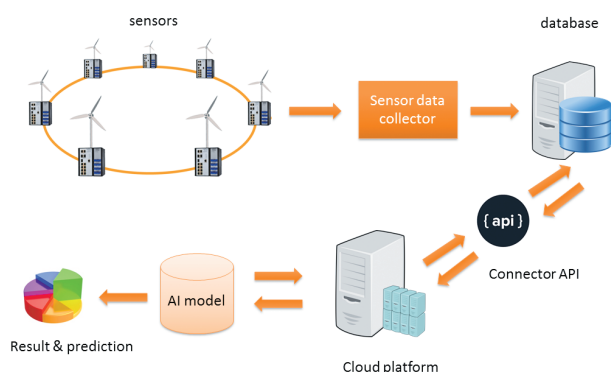 sensors
database
Sensor data
collector
{ api }
Connector API
AI model
Result & prediction
Cloud platform